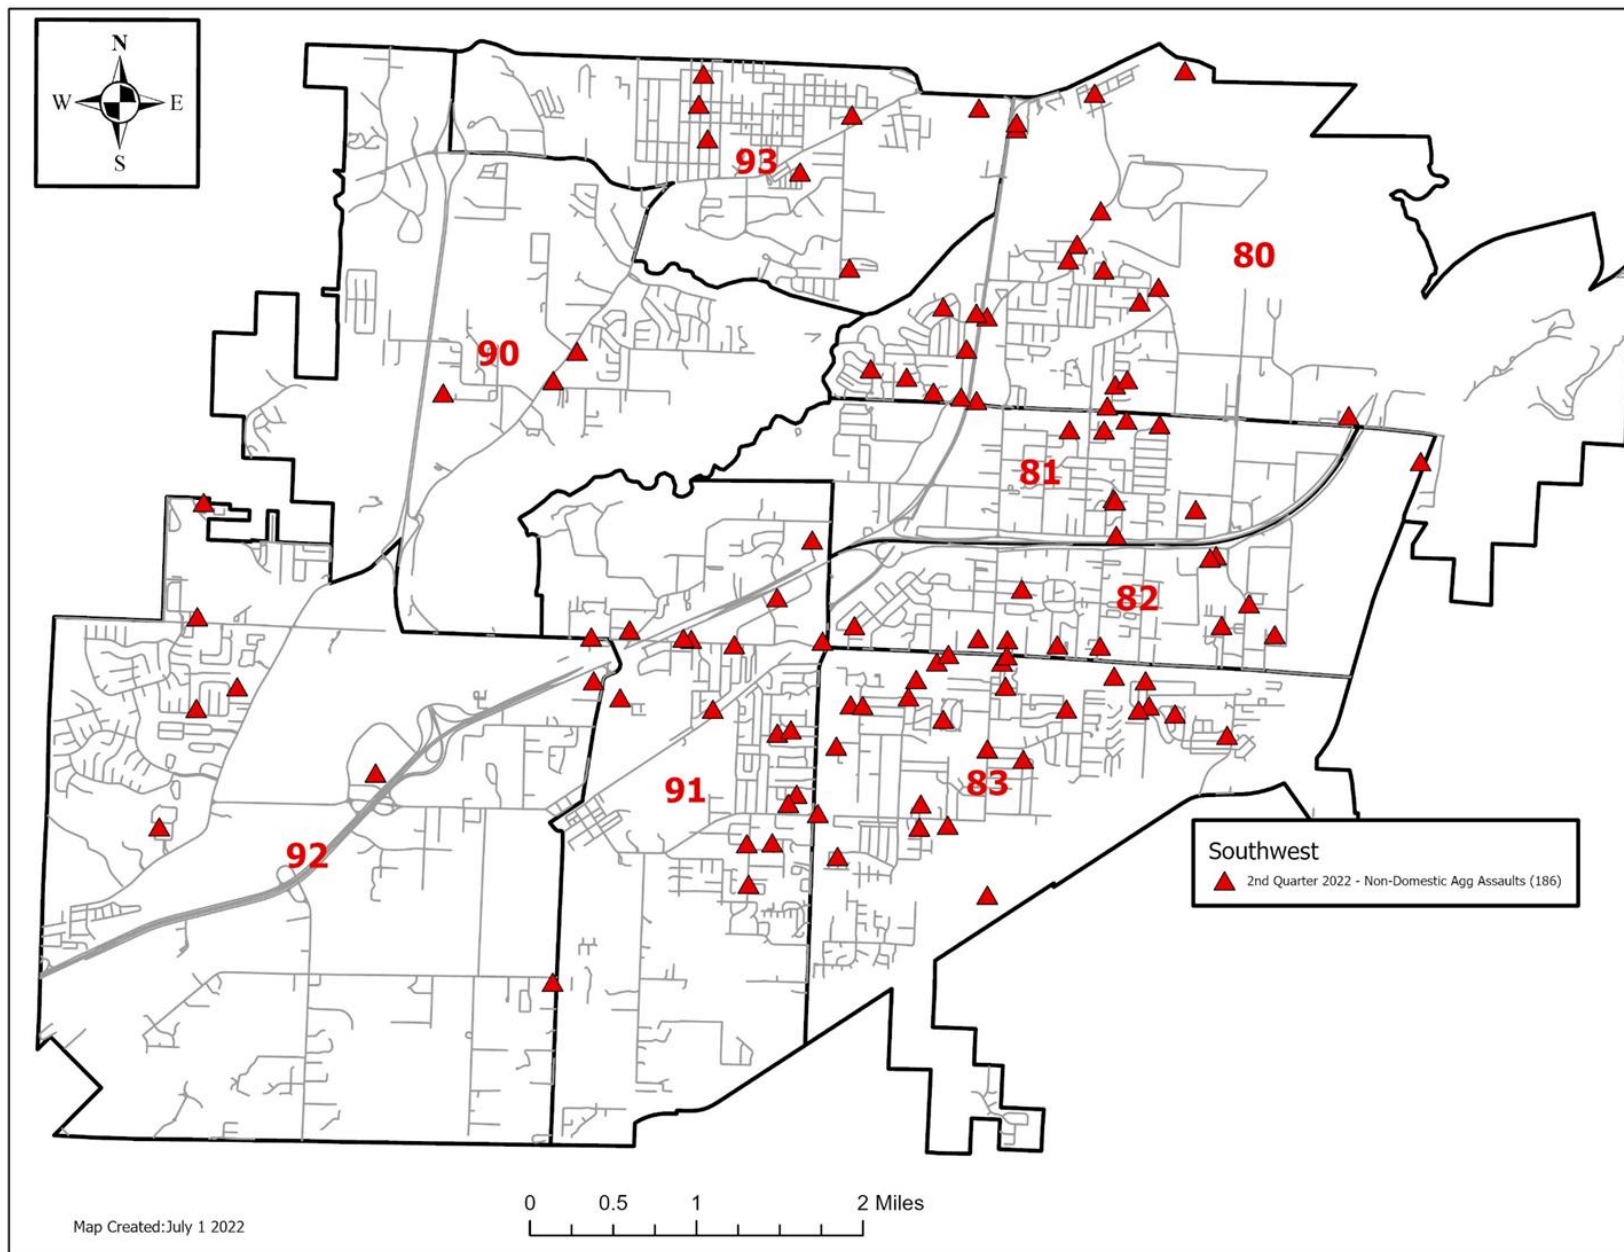 N
W E
S
93
80
90
81
82
91
83
92
Southwest
2nd Quarter 2022 - Non-Domestic Agg Assaults (186)
0 0.5 1 2 Miles
Map Created:July 1 2022